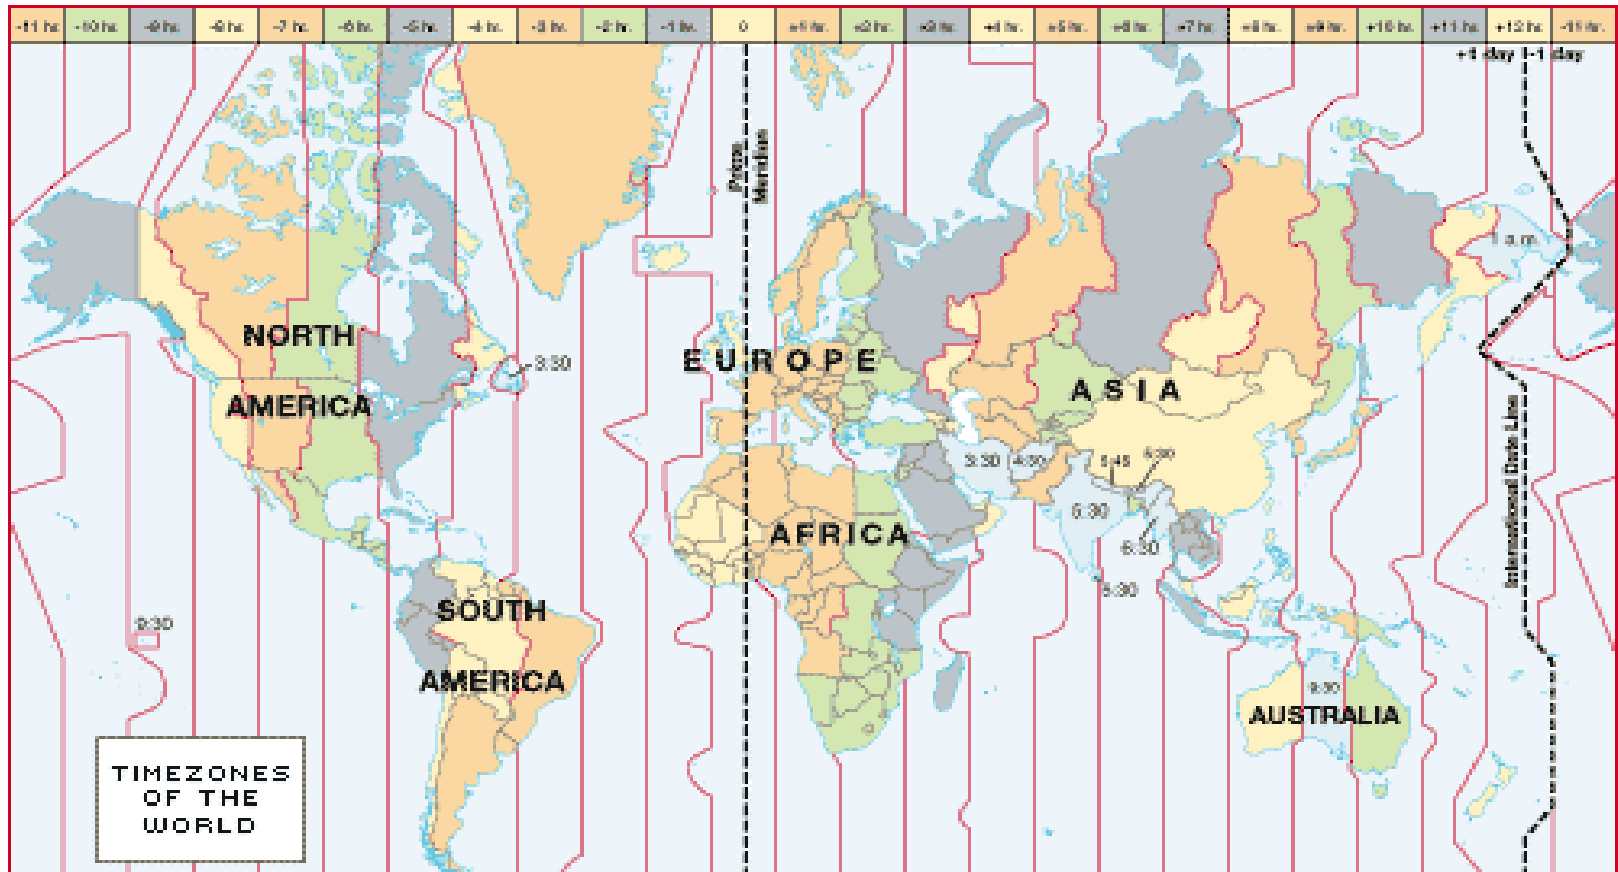 -11 hr. -10 hr. -9 hr. -8 hr. -7 hr. -6 hr. -5 hr. -4 hr. -3 hr. -2 hr. -1 hr. 0 +1 hr. +2 hr. +3 hr. +4 hr. +5 hr. +6 hr. +7 hr. +8 hr. +9 hr. +10 hr. +11 hr. +12 hr. -11 hr.
+1 day -1 day
Prime
Meridian
NORTH
AMERICA
3:30
EUROPE
ASIA
3:30 4:30
5:30
6:30
5:30
AFRICA
International Date Line
SOUTH
AMERICA
9:30
9:30
AUSTRALIA
TIMEZONES
OF THE
WORLD